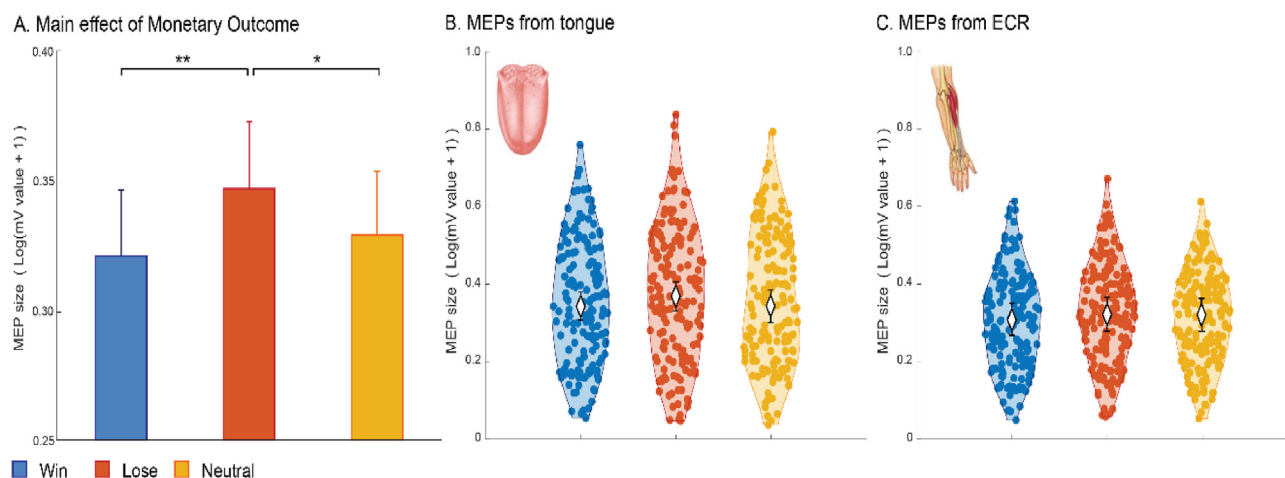 A. Main effect of Monetary Outcome
MEP size ( Log(mV value + 1) )
0.40
0.35
0.30
0.25
**
*
Win
Lose
Neutral
B. MEPs from tongue
MEP size ( Log(mV value + 1) )
1.0
0.8
0.6
0.4
0.2
0
C. MEPs from ECR
MEP size ( Log(mV value + 1) )
1.0
0.8
0.6
0.4
0.2
0